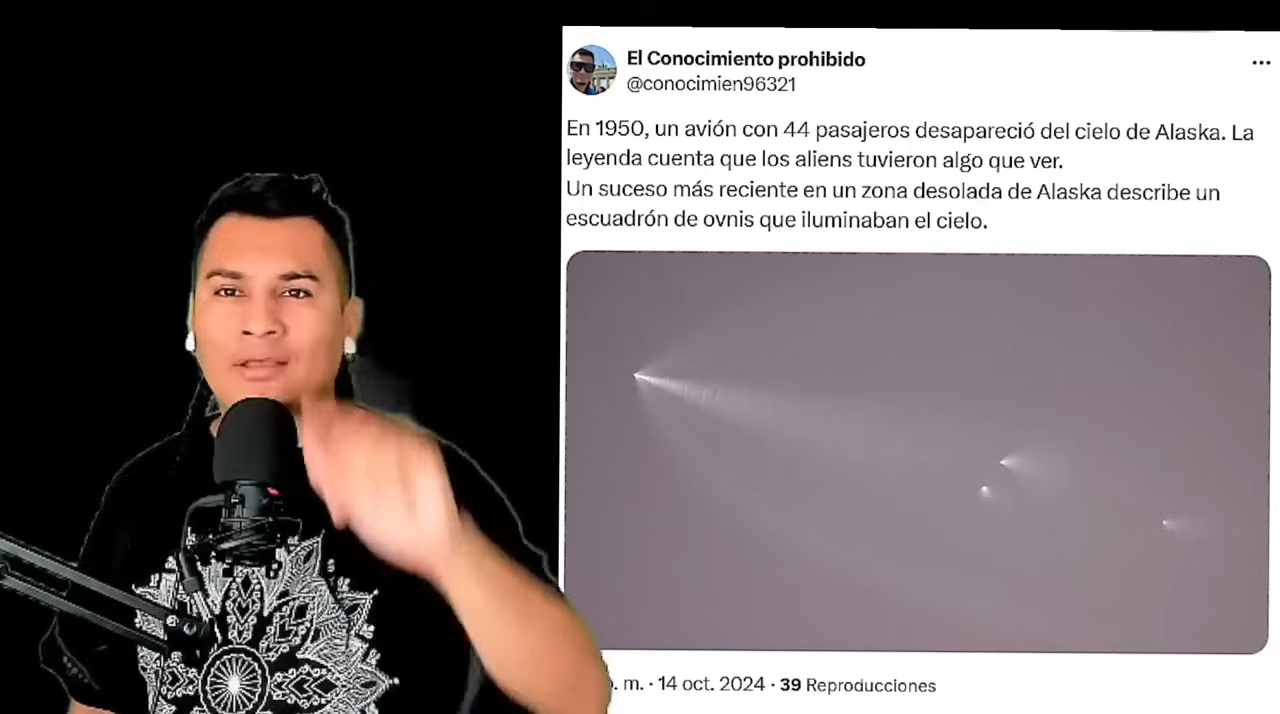 El Conocimiento prohibido
@conocimien96321
En 1950, un avión con 44 pasajeros desapareció del cielo de Alaska. La
leyenda cuenta que los aliens tuvieron algo que ver.
Un suceso más reciente en un zona desolada de Alaska describe un
escuadrón de ovnis que iluminaban el cielo.
m. · 14 oct. 2024 · 39 Reproducciones